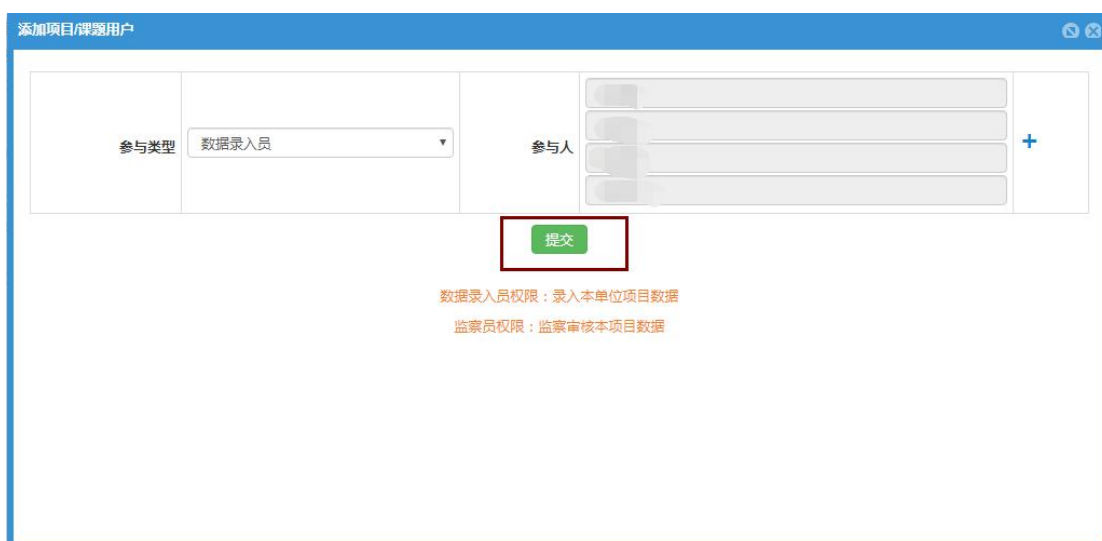 添加项目/课题用户
参与类型
数据录入员
参与人
+
提交
数据录入员权限：录入本单位项目数据
监察员权限：监察审核本项目数据